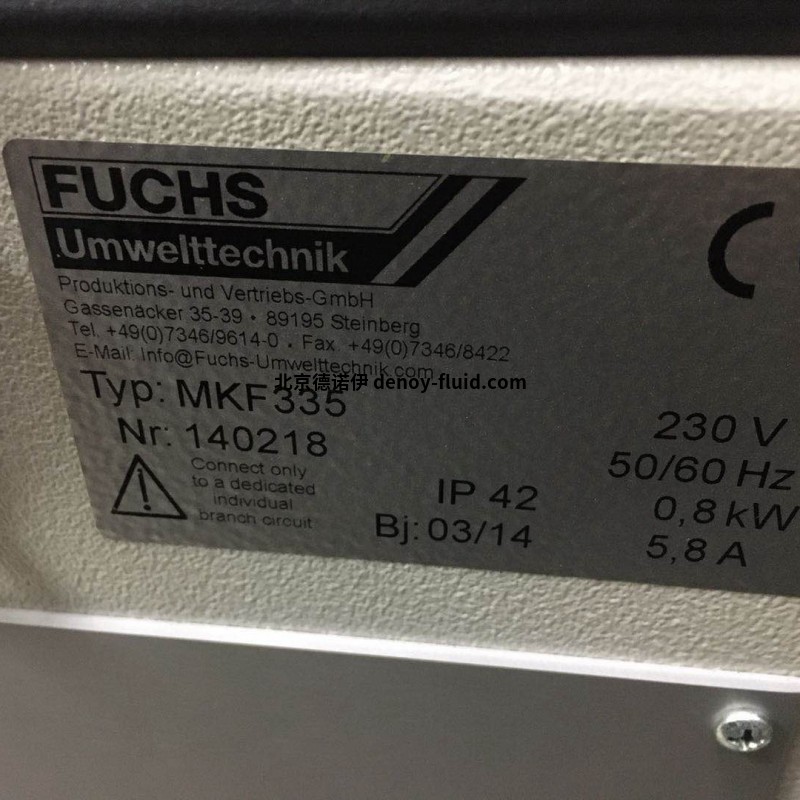 FUCHS
Umwelttechnik
Produktions- und Vertriebs-GmbH
Gassenäcker 35-39 · 89195 Steinberg
Tel. +49(0)7346/9614-0 · Fax. +49(0)7346/8422
E-Mail: Info@Fuchs-Umwelttechnik.com
北京德诺伊 denoy-fluid.com
Typ: MKF335
Nr: 140218
Connect only
to a dedicated
individual
branch circuit
IP 42
Bj: 03/14
230 V
50/60 Hz
0,8 kW
5,8 A
C